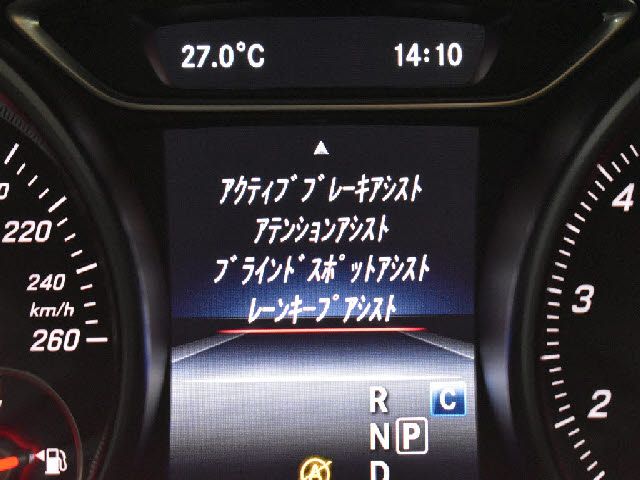 27.0°C 14:10
アクティブブレーキアシスト
アテンションアシスト
ブラインドスポットアシスト
レーンキープアシスト
220
240
km/h
260
4
3
2
R C
N P
A D